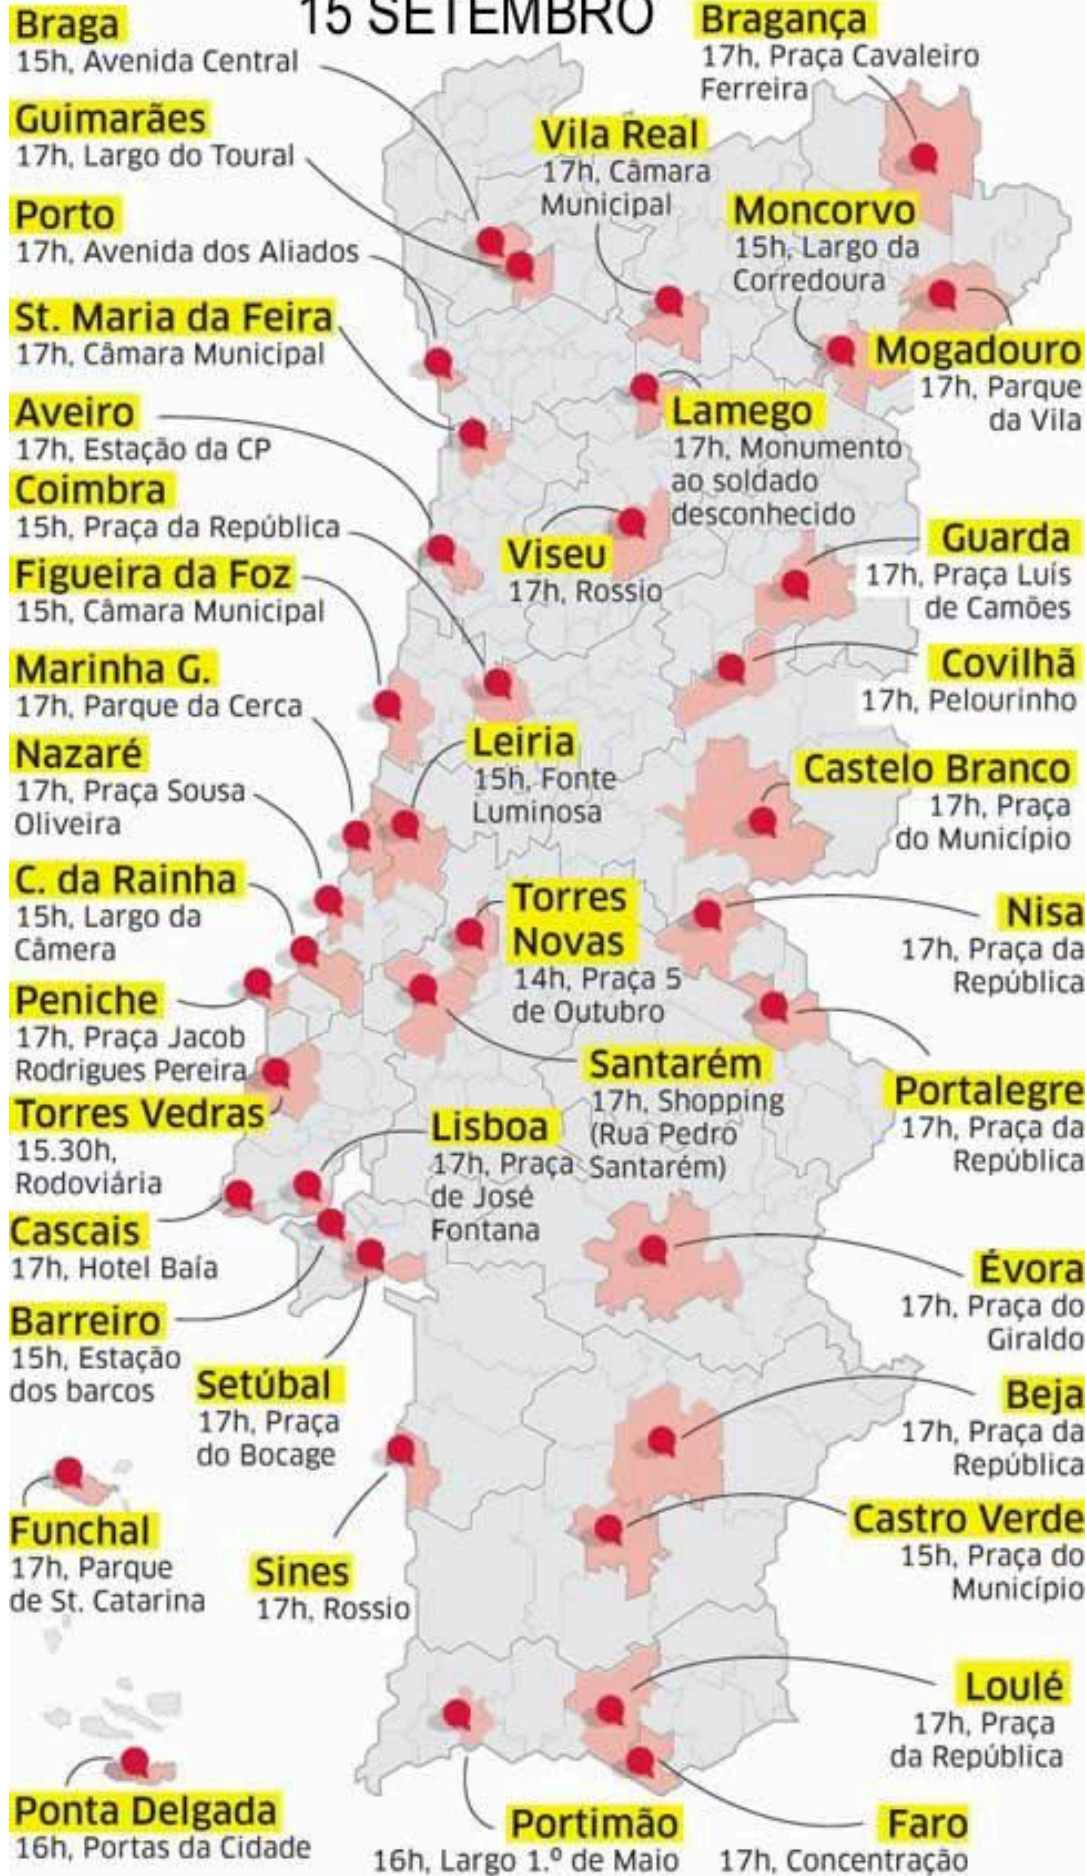 15 SETEMBRO
Braga
15h, Avenida Central
Guimarães
17h, Largo do Toural
Porto
17h, Avenida dos Aliados
St. Maria da Feira
17h, Câmara Municipal
Aveiro
17h, Estação da CP
Coimbra
15h, Praça da República
Figueira da Foz
15h, Câmara Municipal
Marinha G.
17h, Parque da Cerca
Nazaré
17h, Praça Sousa
Oliveira
C. da Rainha
15h, Largo da
Câmera
Peniche
17h, Praça Jacob
Rodrigues Pereira
Torres Vedras
15.30h,
Rodoviária
Cascais
17h, Hotel Baía
Barreiro
15h, Estação
dos barcos
Setúbal
17h, Praça
do Bocage
Funchal
17h, Parque
de St. Catarina
Sines
17h, Rossio
Ponta Delgada
16h, Portas da Cidade
Bragança
17h, Praça Cavaleiro
Ferreira
Vila Real
17h, Câmara
Municipal
Moncorvo
15h, Largo da
Corredoura
Mogadouro
17h, Parque
da Vila
Lamego
17h, Monumento
ao soldado
desconhecido
Viseu
17h, Rossio
Guarda
17h, Praça Luís
de Camões
Covilhã
17h, Pelourinho
Leiria
15h, Fonte
Luminosa
Castelo Branco
17h, Praça
do Município
Torres
Novas
14h, Praça 5
de Outubro
Nisa
17h, Praça da
República
Santarém
17h, Shopping
(Rua Pedro
Santarém)
Portalegre
17h, Praça da
República
Lisboa
17h, Praça
de José
Fontana
Évora
17h, Praça do
Giraldo
Beja
17h, Praça da
República
Castro Verde
15h, Praça do
Município
Loulé
17h, Praça
da República
Portimão
16h, Largo 1.º de Maio
Faro
17h, Concentração